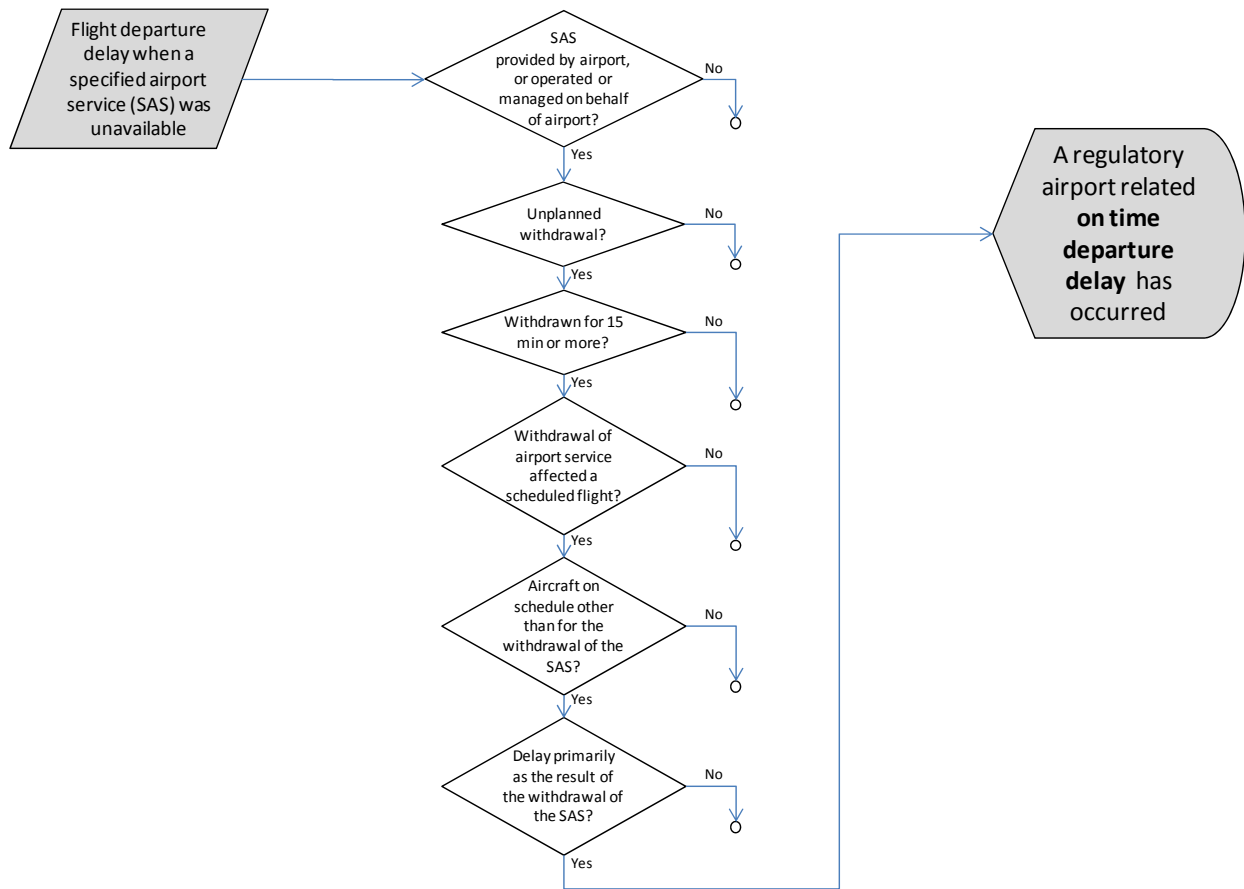 Flight departure
delay when a
specified airport
service (SAS) was
unavailable
SAS
provided by airport,
or operated or
managed on behalf
of airport?
No
Yes
Unplanned
withdrawal?
No
Yes
Withdrawn for 15
min or more?
No
Yes
Withdrawal of
airport service
affected a
scheduled flight?
No
Yes
Aircraft on
schedule other
than for the
withdrawal of the
SAS?
No
Yes
Delay primarily
as the result of
the withdrawal of
the SAS?
No
Yes
A regulatory
airport related
on time
departure
delay has
occurred